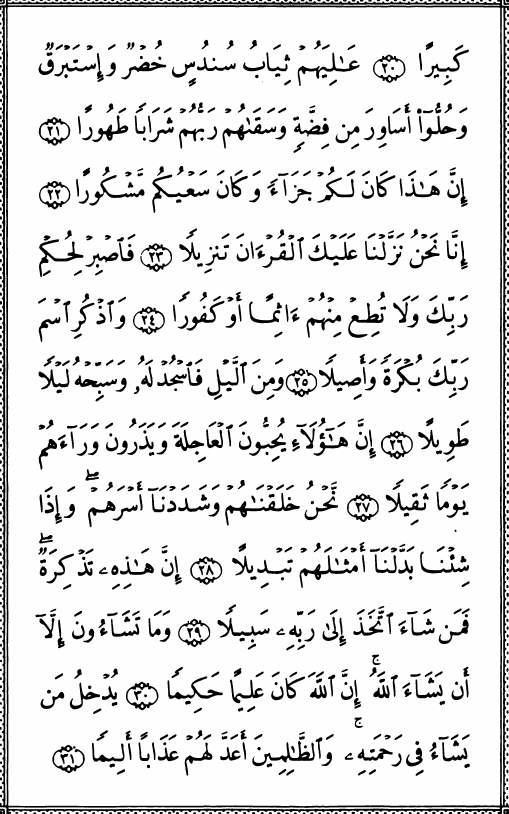 كَبِيرًا ٢٠ عَـٰلِيَهُمۡ ثِيَابُ سُندُسٍ خُضۡرٌ وَإِسۡتَبۡرَقٌ
وَحُلُّوٓاْ أَسَاوِرَ مِن فِضَّةٍ وَسَقَىٰهُمۡ رَبُّهُمۡ شَرَابًا طَهُورًا ٢١
إِنَّ هَـٰذَا كَانَ لَكُمۡ جَزَآءً وَكَانَ سَعۡيُكُم مَّشۡكُورًا ٢٢
إِنَّا نَحۡنُ نَزَّلۡنَا عَلَيۡكَ ٱلۡقُرۡءَانَ تَنزِيلًا ٢٣ فَٱصۡبِرۡ لِحُكۡمِ
رَبِّكَ وَلَا تُطِعۡ مِنۡهُمۡ ءَاثِمًا أَوۡ كَفُورًا ٢٤ وَٱذۡكُرِ ٱسۡمَ
رَبِّكَ بُكۡرَةً وَأَصِيلًا ٢٥ وَمِنَ ٱلَّيۡلِ فَٱسۡجُدۡ لَهُۥ وَسَبِّحۡهُ لَيۡلًا
طَوِيلًا ٢٦ إِنَّ هَـٰٓؤُلَآءِ يُحِبُّونَ ٱلۡعَاجِلَةَ وَيَذَرُونَ وَرَآءَهُمۡ
يَوۡمًا ثَقِيلًا ٢٧ نَّحۡنُ خَلَقۡنَـٰهُمۡ وَشَدَدۡنَآ أَسۡرَهُمۡۖ وَإِذَا
شِئۡنَا بَدَّلۡنَآ أَمۡثَـٰلَهُمۡ تَبۡدِيلًا ٢٨ إِنَّ هَـٰذِهِۦ تَذۡكِرَةٌۖ
فَمَن شَآءَ ٱتَّخَذَ إِلَىٰ رَبِّهِۦ سَبِيلًا ٢٩ وَمَا تَشَآءُونَ إِلَّآ
أَن يَشَآءَ ٱللَّهُۚ إِنَّ ٱللَّهَ كَانَ عَلِيمًا حَكِيمًا ٣٠ يُدۡخِلُ مَن
يَشَآءُ فِي رَحۡمَتِهِۦۚ وَٱلظَّـٰلِمِينَ أَعَدَّ لَهُمۡ عَذَابًا أَلِيمًا ٣١